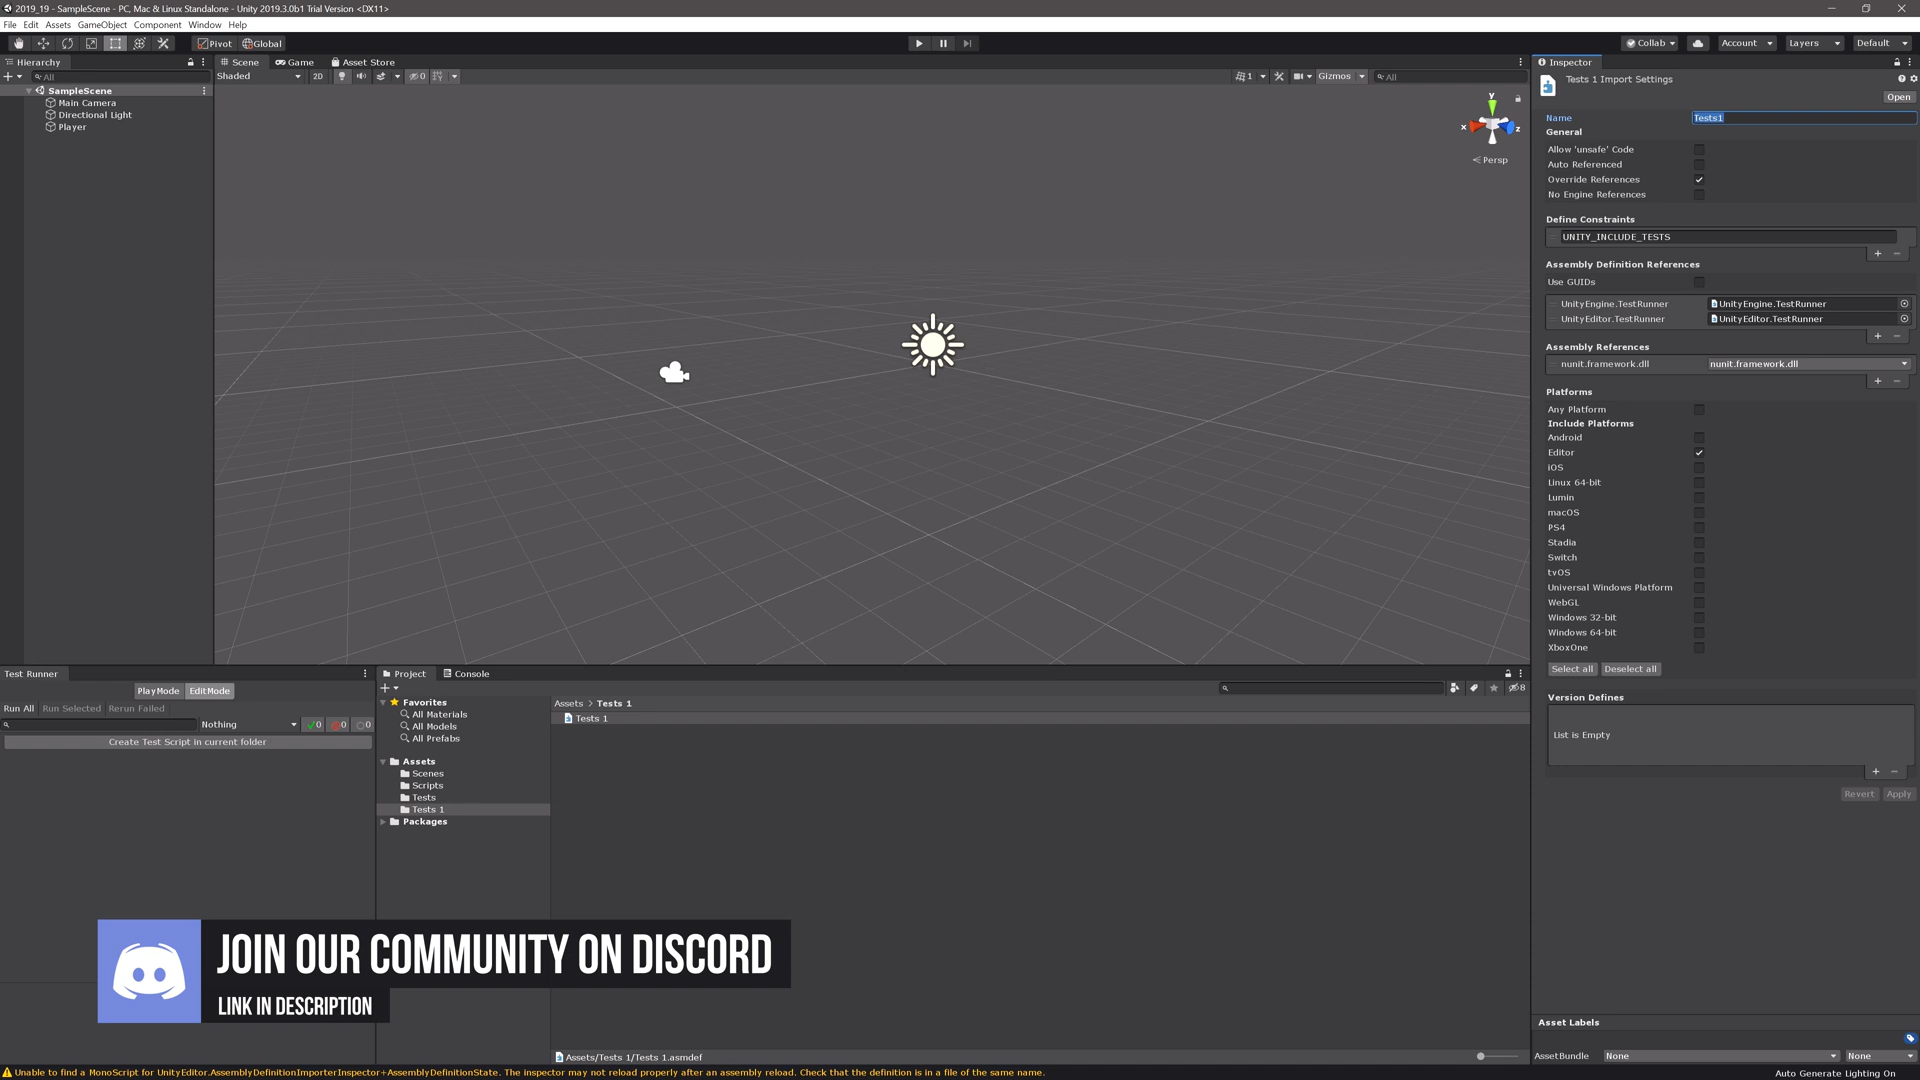 2019_19 - SampleScene - PC, Mac & Linux Standalone - Unity 2019.3.0b1 Trial Version <DX11>
File Edit Assets GameObject Component Window Help
Pivot Global
Collab Account Layers Default
Hierarchy
All
SampleScene
Main Camera
Directional Light
Player
Scene Game Asset Store
Shaded 2D 0 1 Gizmos All
y
x z
Persp
Inspector
Tests 1 Import Settings
Open
Name Tests1
General
Allow 'unsafe' Code
Auto Referenced
Override References
No Engine References
Define Constraints
UNITY_INCLUDE_TESTS
Assembly Definition References
Use GUIDs
UnityEngine.TestRunner UnityEngine.TestRunner
UnityEditor.TestRunner UnityEditor.TestRunner
Assembly References
nunit.framework.dll nunit.framework.dll
Platforms
Any Platform
Include Platforms
Android
Editor
iOS
Linux 64-bit
Lumin
macOS
PS4
Stadia
Switch
tvOS
Universal Windows Platform
WebGL
Windows 32-bit
Windows 64-bit
XboxOne
Select all Deselect all
Version Defines
List is Empty
Revert Apply
Asset Labels
AssetBundle None None
Test Runner
PlayMode EditMode
Run All Run Selected Rerun Failed
Nothing 0 0 0
Create Test Script in current folder
Project Console
8
Favorites
All Materials
All Models
All Prefabs
Assets
Scenes
Scripts
Tests
Tests 1
Packages
Assets > Tests 1
Tests 1
Assets/Tests 1/Tests 1.asmdef
JOIN OUR COMMUNITY ON DISCORD
LINK IN DESCRIPTION
Unable to find a MonoScript for UnityEditor.AssemblyDefinitionImporterInspector+AssemblyDefinitionState. The inspector may not reload properly after an assembly reload. Check that the definition is in a file of the same name.
Auto Generate Lighting On